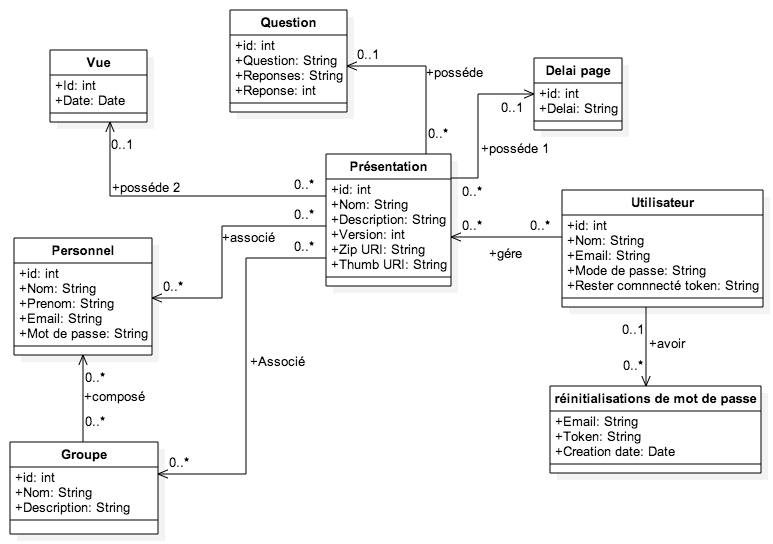 Question
+id: int
+Question: String
+Reponses: String
+Reponse: int
Vue
+Id: int
+Date: Date
Delai page
+id: int
+Delai: String
0..1
+posséde
0..*
0..1
+posséde 1
0..*
0..1
+posséde 2
0..*
Présentation
+id: int
+Nom: String
+Description: String
+Version: int
+Zip URI: String
+Thumb URI: String
Utilisateur
+id: int
+Nom: String
+Email: String
+Mode de passe: String
+Rester comnnecté token: String
0..*
0..*
+gére
0..*
+associé
0..*
0..*
+Associé
0..*
Personnel
+id: int
+Nom: String
+Prenom: String
+Email: String
+Mot de passe: String
0..1
+avoir
0..*
0..*
+composé
0..*
réinitialisations de mot de passe
+Email: String
+Token: String
+Creation date: Date
Groupe
+id: int
+Nom: String
+Description: String